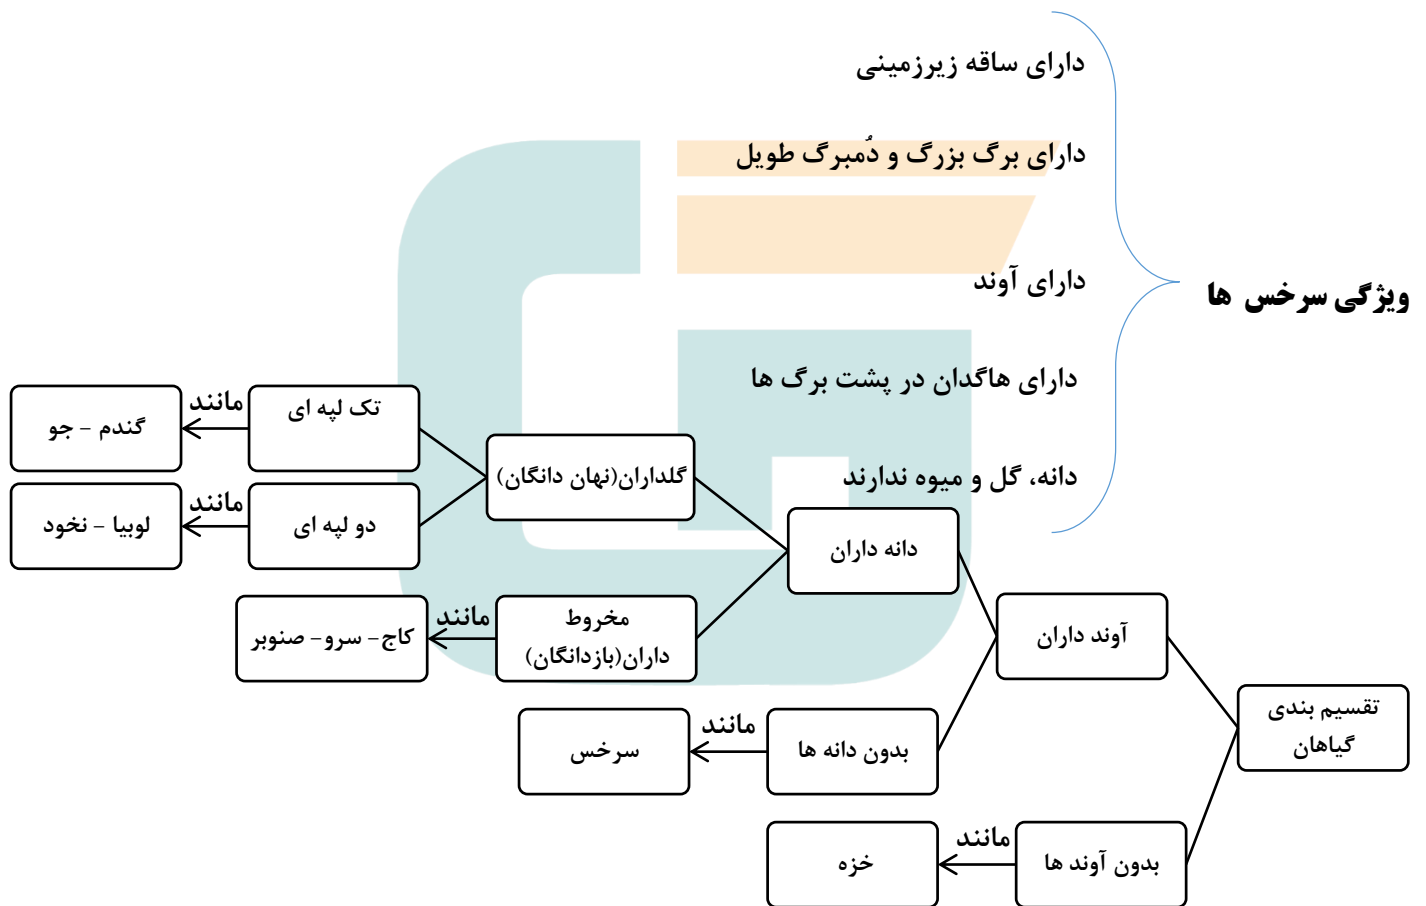 ویژگی سرخس ها
دارای ساقه زیرزمینی
دارای برگ بزرگ و دُمبرگ طویل
دارای آوند
دارای هاگدان در پشت برگ ها
دانه، گل و میوه ندارند
تقسیم بندی
گیاهان
آوند داران
دانه داران
گلداران(نهان دانگان)
تک لپه ای
مانند
گندم - جو
دو لپه ای
مانند
لوبیا - نخود
مخروط
داران(بازدانگان)
مانند
کاج- سرو- صنوبر
بدون دانه ها
مانند
سرخس
بدون آوند ها
مانند
خزه